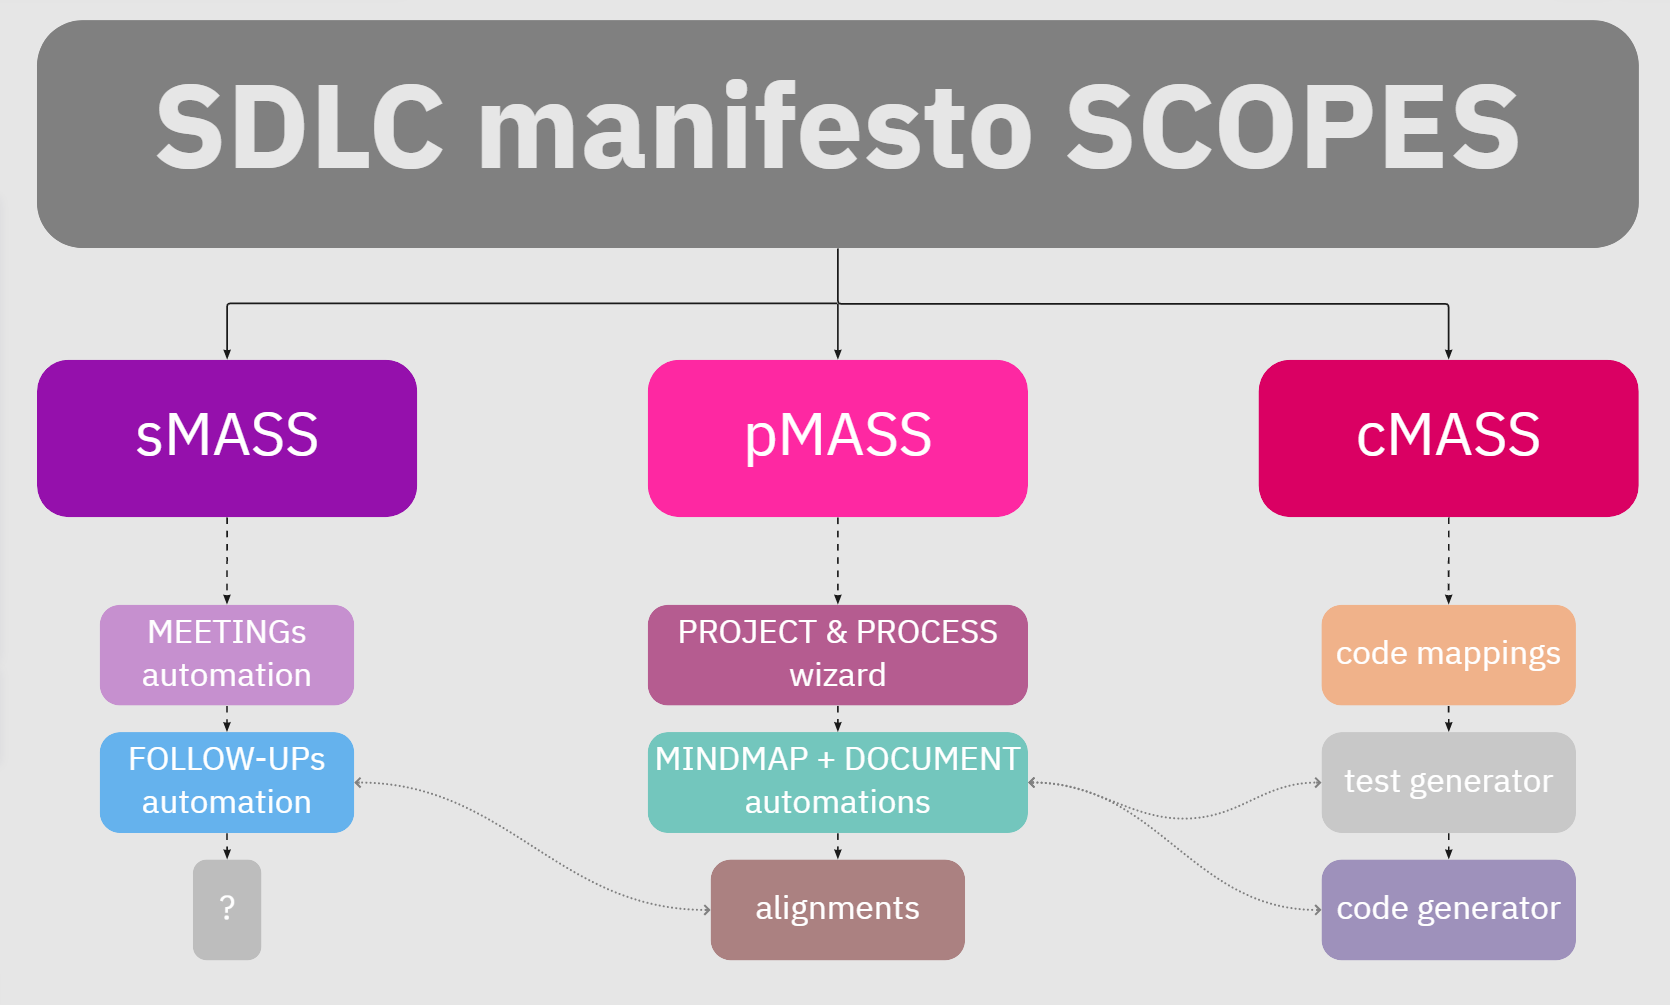 SDLC manifesto SCOPES
sMASS
pMASS
cMASS
MEETINGs
automation
PROJECT & PROCESS
wizard
code mappings
FOLLOW-UPs
automation
MINDMAP + DOCUMENT
automations
test generator
?
alignments
code generator